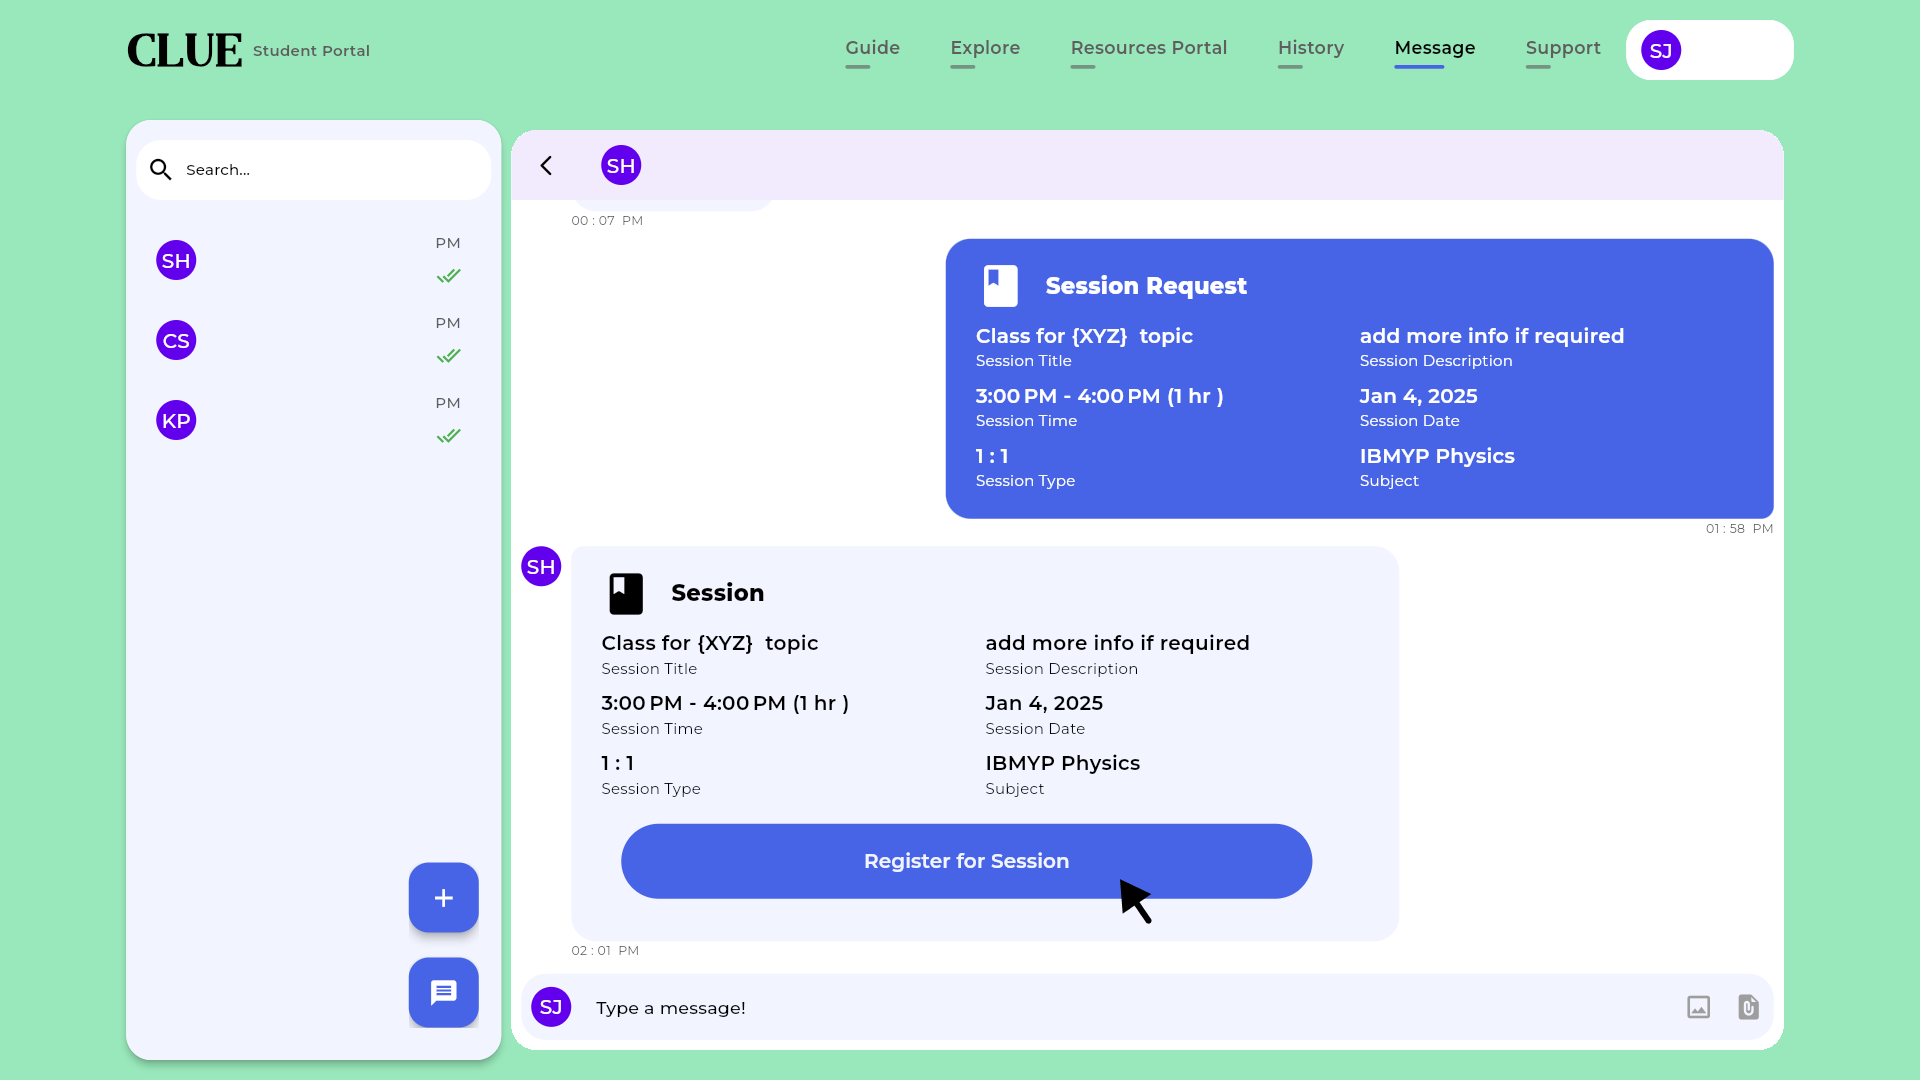 CLUE Student Portal
Guide Explore Resources Portal History Message Support SJ
Search...
SH PM
CS PM
KP PM
SH
00 : 07 PM
Session Request
Class for {XYZ} topic add more info if required
Session Title Session Description
3:00 PM - 4:00 PM (1 hr ) Jan 4, 2025
Session Time Session Date
1 : 1 IBMYP Physics
Session Type Subject
01 : 58 PM
SH
Session
Class for {XYZ} topic add more info if required
Session Title Session Description
3:00 PM - 4:00 PM (1 hr ) Jan 4, 2025
Session Time Session Date
1 : 1 IBMYP Physics
Session Type Subject
Register for Session
02 : 01 PM
SJ Type a message!